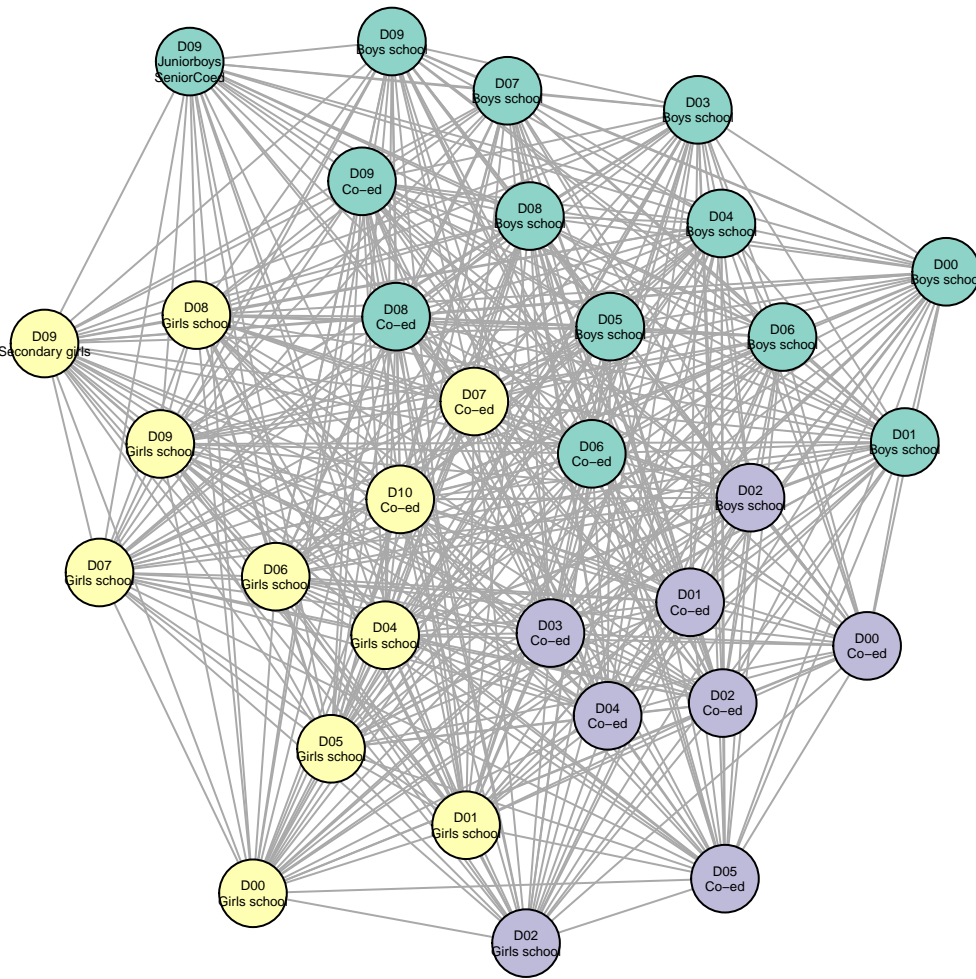 D09
Juniorboys
SeniorCoed
D09
Boys school
D07
Boys school
D03
Boys school
D09
Co−ed
D08
Boys school
D04
Boys school
D00
Boys school
D08
Girls school
D08
Co−ed
D05
Boys school
D06
Boys school
D09
Secondary girls
D07
Co−ed
D09
Girls school
D06
Co−ed
D01
Boys school
D10
Co−ed
D02
Boys school
D07
Girls school
D06
Girls school
D04
Girls school
D03
Co−ed
D01
Co−ed
D00
Co−ed
D05
Girls school
D04
Co−ed
D02
Co−ed
D01
Girls school
D00
Girls school
D05
Co−ed
D02
Girls school